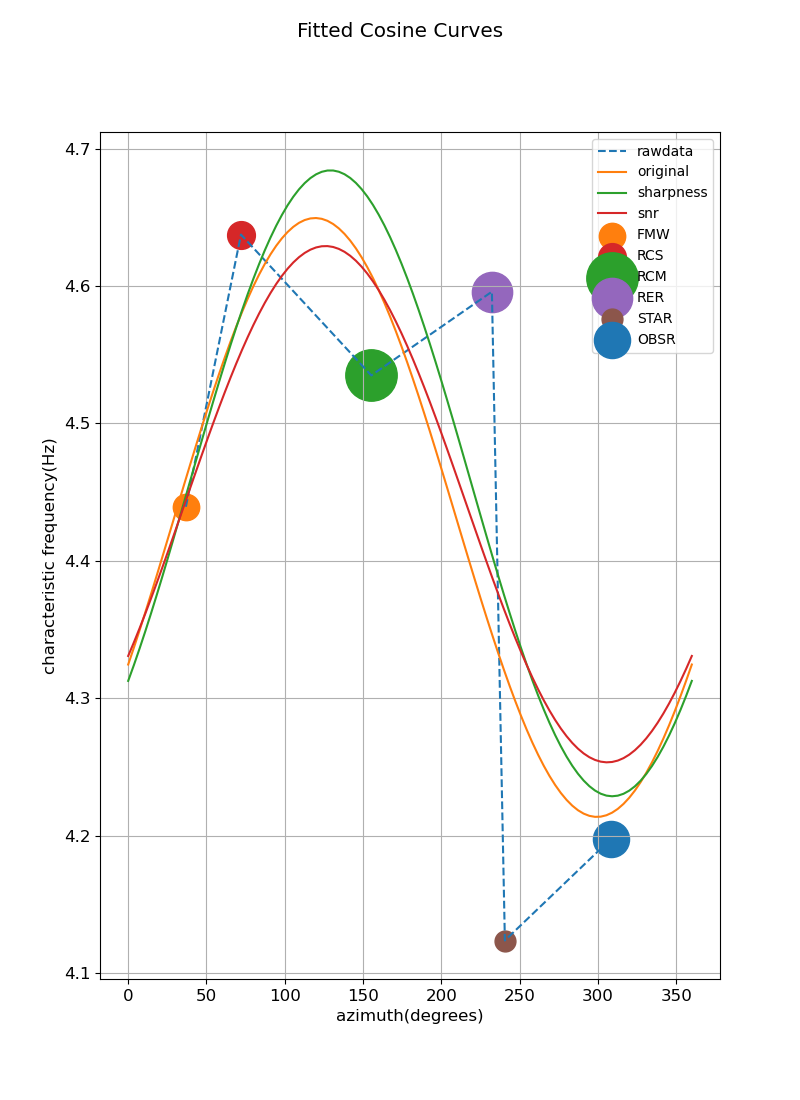 Fitted Cosine Curves
4.7
4.6
4.5
4.4
4.3
4.2
4.1
characteristic frequency(Hz)
rawdata
original
sharpness
snr
FMW
RCS
RCM
RER
STAR
OBSR
0 50 100 150 200 250 300 350
azimuth(degrees)